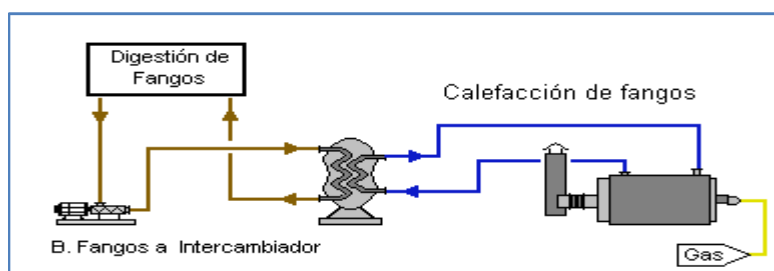 Digestión de
Fangos
Calefacción de fangos
B. Fangos a Intercambiador
Gas